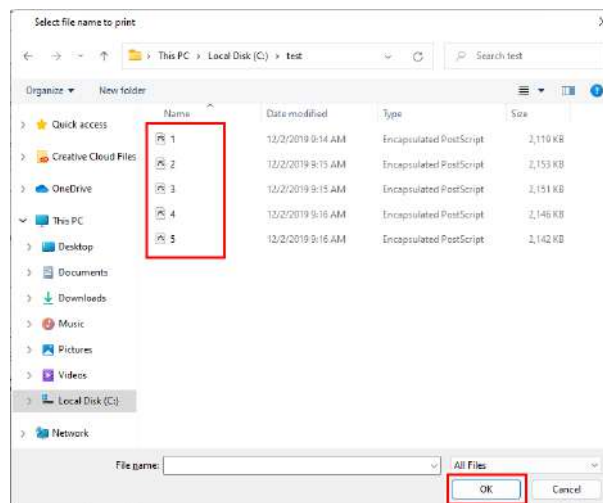 Select file name to print
This PC > Local Disk (C:) > test
Search test
Organize
New folder
Name Date modified Type Size
Quick access
Creative Cloud Files
OneDrive
This PC
Desktop
Documents
Downloads
Music
Pictures
Videos
Local Disk (C:)
Network
1 12/2/2019 9:14 AM Encapsulated PostScript 2,119 KB
2 12/2/2019 9:15 AM Encapsulated PostScript 2,153 KB
3 12/2/2019 9:15 AM Encapsulated PostScript 2,151 KB
4 12/2/2019 9:16 AM Encapsulated PostScript 2,146 KB
5 12/2/2019 9:16 AM Encapsulated PostScript 2,142 KB
File name:
All Files
OK Cancel